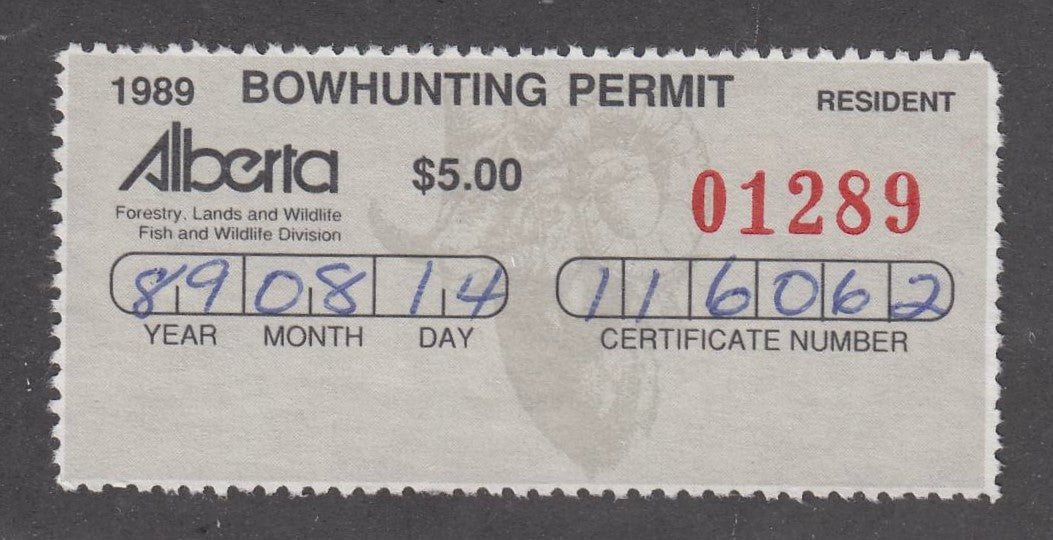 1989 BOWHUNTING PERMIT RESIDENT
Alberta $5.00 01289
Forestry, Lands and Wildlife
Fish and Wildlife Division
89 08 14 116062
YEAR MONTH DAY CERTIFICATE NUMBER